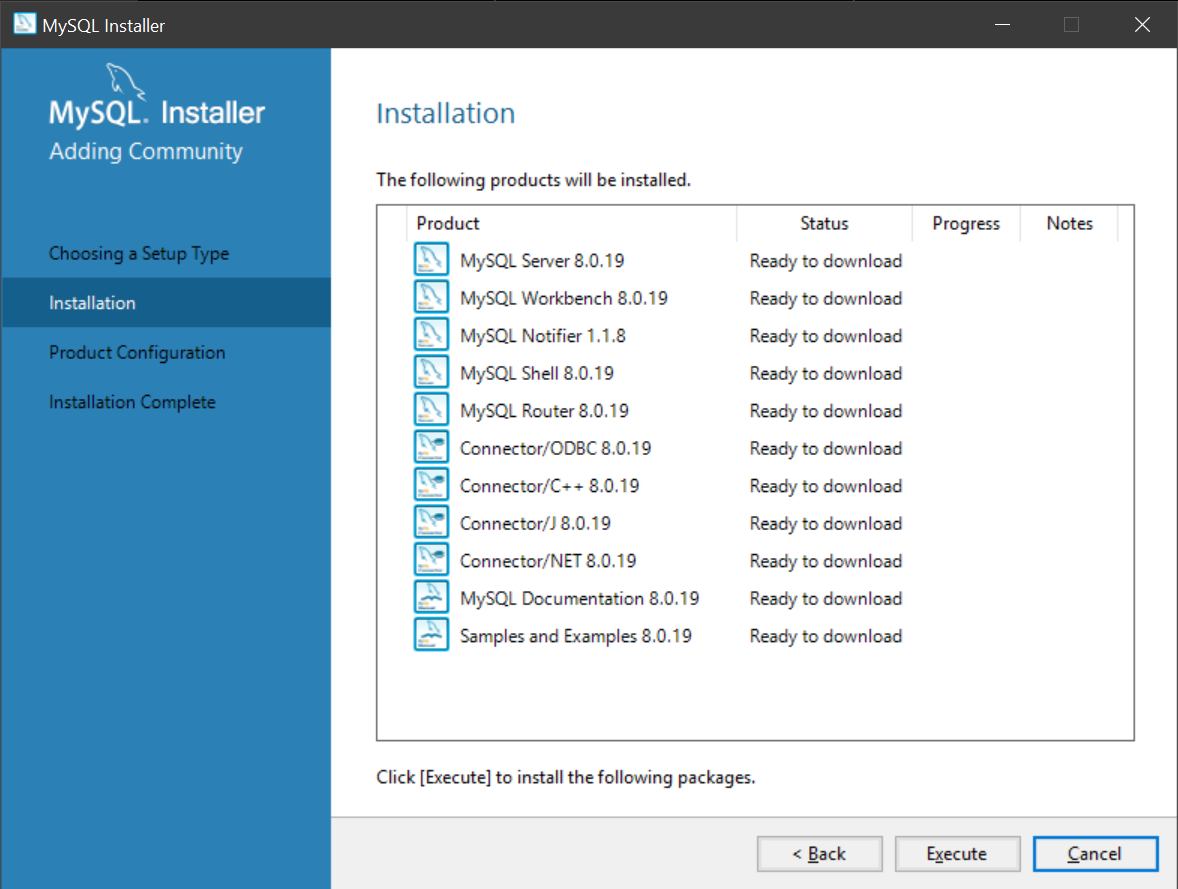 MySQL Installer
MySQL. Installer
Adding Community
Choosing a Setup Type
Installation
Product Configuration
Installation Complete
Installation
The following products will be installed.
Product Status Progress Notes
MySQL Server 8.0.19 Ready to download
MySQL Workbench 8.0.19 Ready to download
MySQL Notifier 1.1.8 Ready to download
MySQL Shell 8.0.19 Ready to download
MySQL Router 8.0.19 Ready to download
Connector/ODBC 8.0.19 Ready to download
Connector/C++ 8.0.19 Ready to download
Connector/J 8.0.19 Ready to download
Connector/NET 8.0.19 Ready to download
MySQL Documentation 8.0.19 Ready to download
Samples and Examples 8.0.19 Ready to download
Click [Execute] to install the following packages.
< Back Execute Cancel